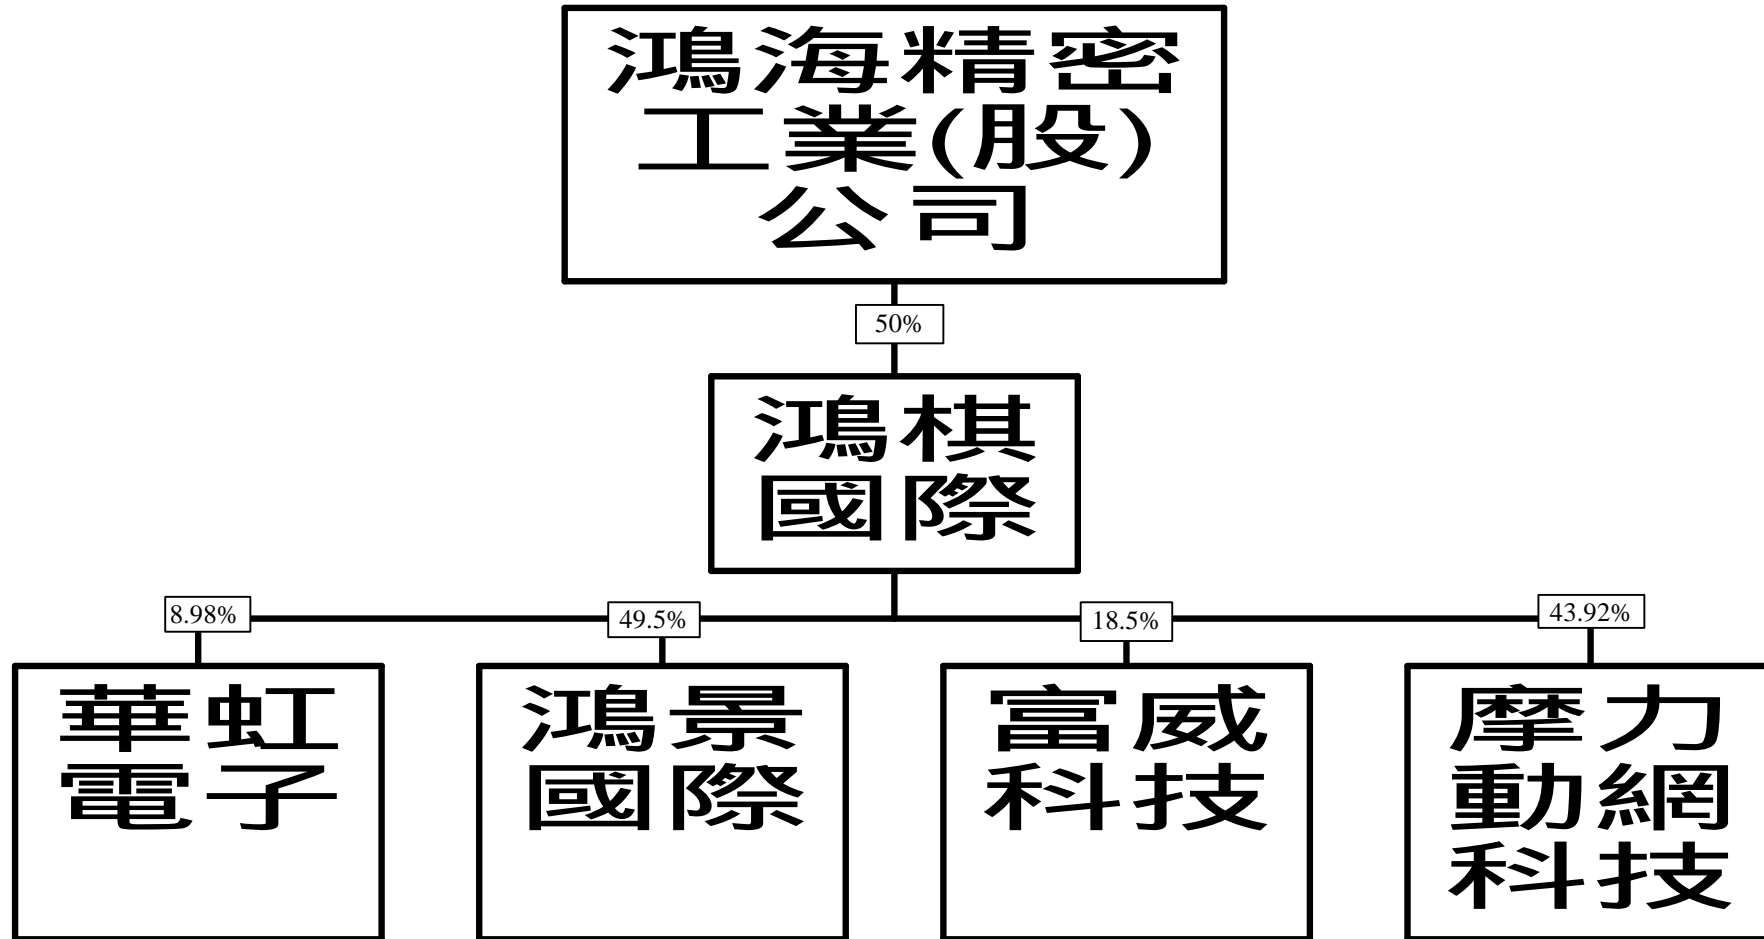 鴻海精密
工業(股)
公司
50%
鴻棋
國際
8.98%
49.5%
18.5%
43.92%
華虹
電子
鴻景
國際
富威
科技
摩力
動網
科技